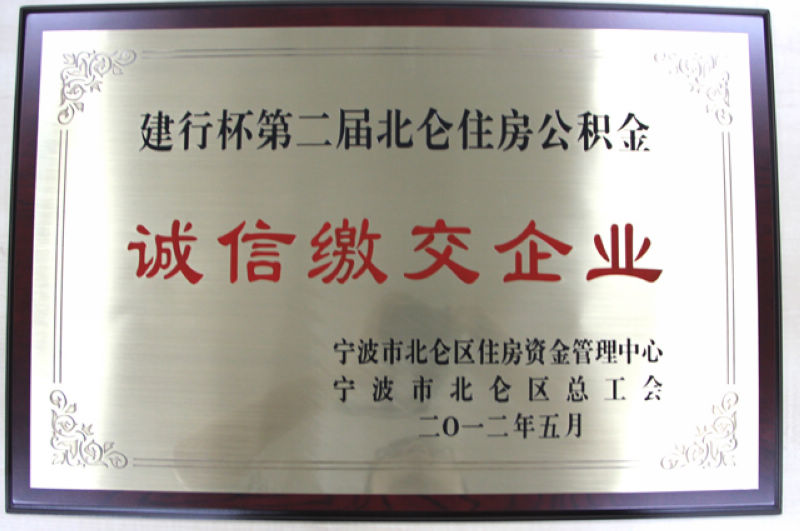 建行杯第二届北仑住房公积金
诚信缴交企业
宁波市北仑区住房资金管理中心
宁波市北仑区总工会
二〇一二年五月